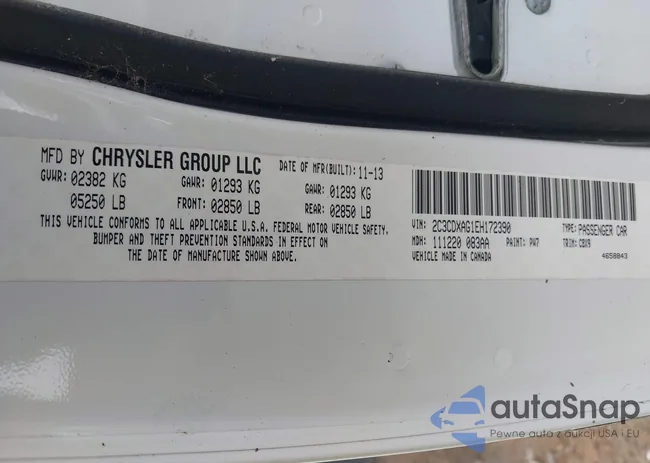 MFD BY CHRYSLER GROUP LLC DATE OF MFR(BUILT): 11-13
GVWR: 02382 KG GAWR: 01293 KG GAWR: 01293 KG
05250 LB FRONT: 02850 LB REAR: 02850 LB
THIS VEHICLE CONFORMS TO ALL APPLICABLE U.S.A. FEDERAL MOTOR VEHICLE SAFETY,
BUMPER AND THEFT PREVENTION STANDARDS IN EFFECT ON
THE DATE OF MANUFACTURE SHOWN ABOVE.
VIN: 2C3CDXAG1EH172390 TYPE: PASSENGER CAR
MDH: 111220 083AA PAINT: PW7 TRIM: CBX9
VEHICLE MADE IN CANADA 4658843
autoSnap
Pewne auto z aukcji USA i EU